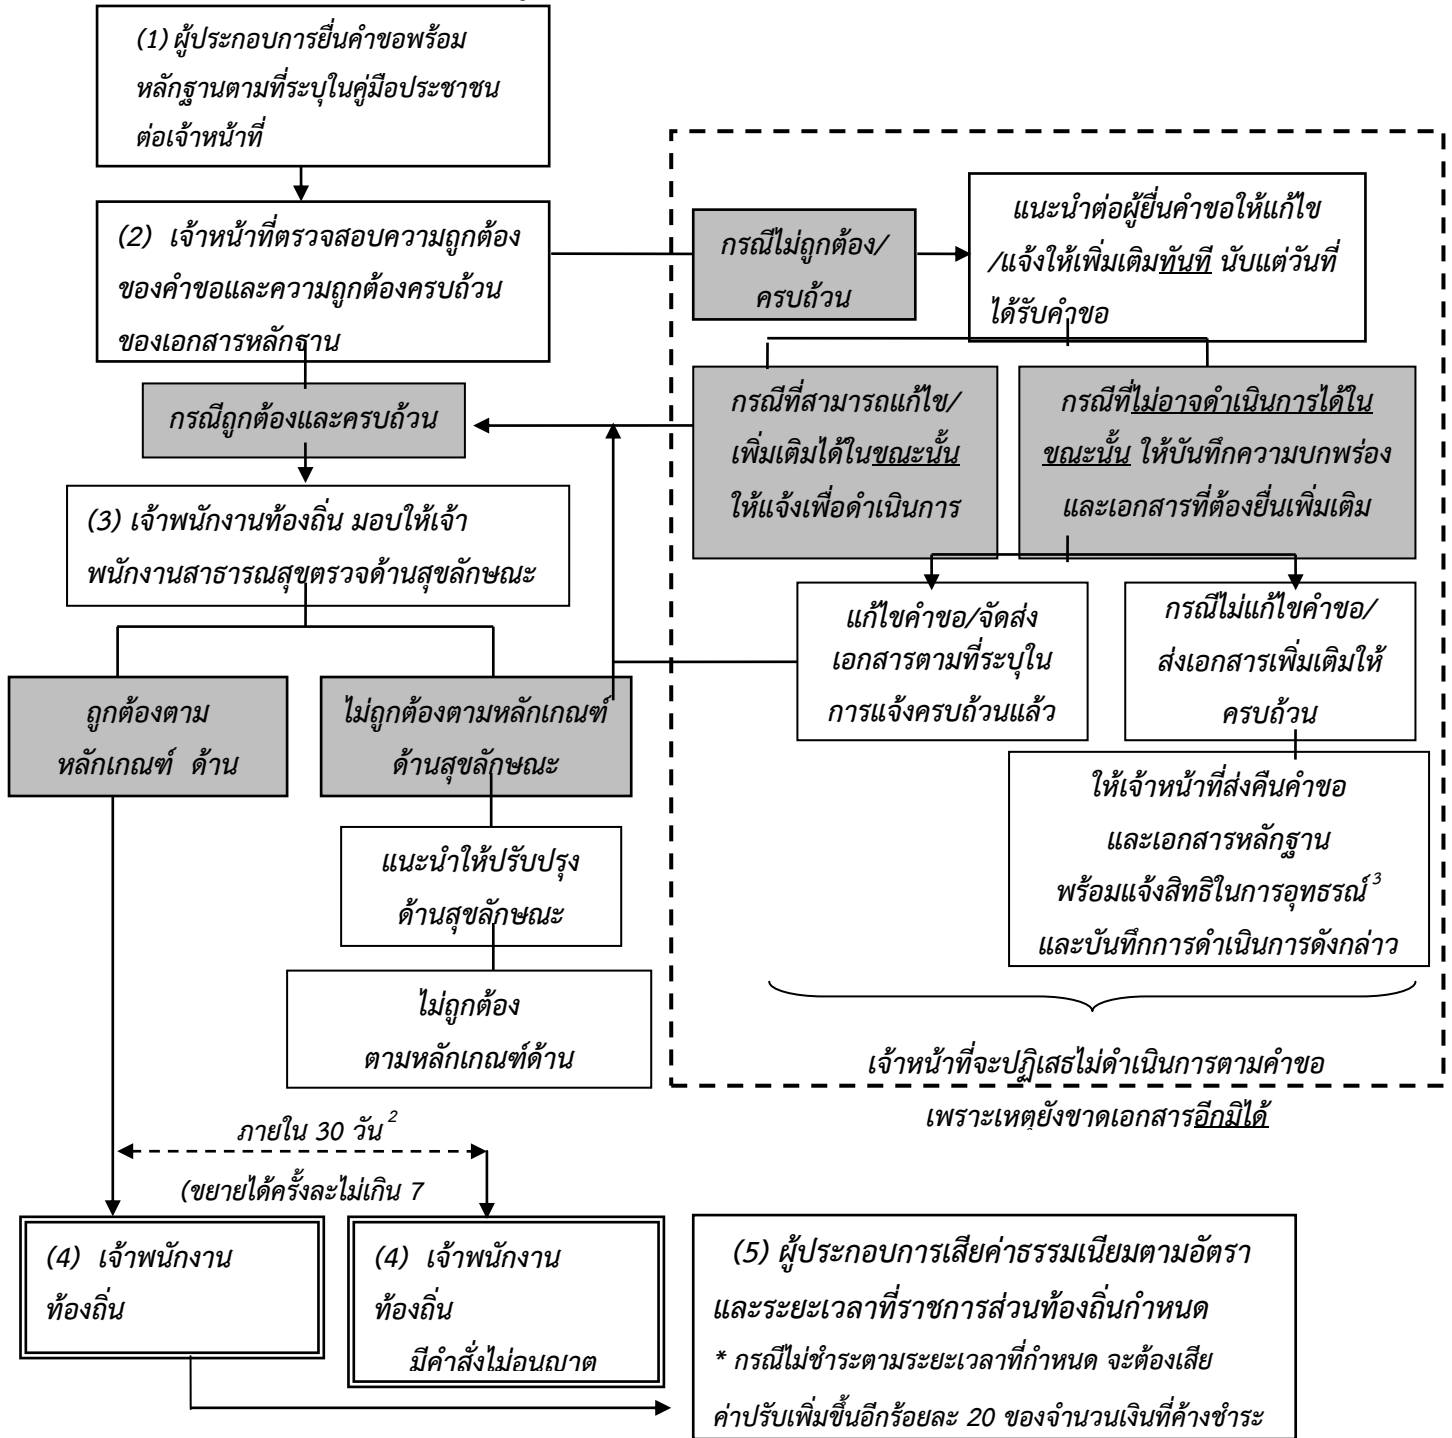 (1) ผู้ประกอบการยื่นคำขอพร้อม
หลักฐานตามที่ระบุในคู่มือประชาชน
ต่อเจ้าหน้าที่
(2) เจ้าหน้าที่ตรวจสอบความถูกต้อง
ของคำขอและความถูกต้องครบถ้วน
ของเอกสารหลักฐาน
กรณีไม่ถูกต้อง/
ครบถ้วน
แนะนำต่อผู้ยื่นคำขอให้แก้ไข
/แจ้งให้เพิ่มเติมทันที นับแต่วันที่
ได้รับคำขอ
กรณีถูกต้องและครบถ้วน
กรณีที่สามารถแก้ไข/
เพิ่มเติมได้ในขณะนั้น
ให้แจ้งเพื่อดำเนินการ
กรณีที่ไม่อาจดำเนินการได้ใน
ขณะนั้น ให้บันทึกความบกพร่อง
และเอกสารที่ต้องยื่นเพิ่มเติม
(3) เจ้าพนักงานท้องถิ่น มอบให้เจ้า
พนักงานสาธารณสุขตรวจด้านสุขลักษณะ
แก้ไขคำขอ/จัดส่ง
เอกสารตามที่ระบุใน
การแจ้งครบถ้วนแล้ว
กรณีไม่แก้ไขคำขอ/
ส่งเอกสารเพิ่มเติมให้
ครบถ้วน
ถูกต้องตาม
หลักเกณฑ์ ด้าน
ไม่ถูกต้องตามหลักเกณฑ์
ด้านสุขลักษณะ
ให้เจ้าหน้าที่ส่งคืนคำขอ
และเอกสารหลักฐาน
พร้อมแจ้งสิทธิในการอุทธรณ์ 3
และบันทึกการดำเนินการดังกล่าว
แนะนำให้ปรับปรุง
ด้านสุขลักษณะ
ไม่ถูกต้อง
ตามหลักเกณฑ์ด้าน
เจ้าหน้าที่จะปฏิเสธไม่ดำเนินการตามคำขอ
เพราะเหตุยังขาดเอกสารอีกมิได้
ภายใน 30 วัน 2
(ขยายได้ครั้งละไม่เกิน 7
(4) เจ้าพนักงาน
ท้องถิ่น
(4) เจ้าพนักงาน
ท้องถิ่น
มีคำสั่งไม่อนุญาต
(5) ผู้ประกอบการเสียค่าธรรมเนียมตามอัตรา
และระยะเวลาที่ราชการส่วนท้องถิ่นกำหนด
* กรณีไม่ชำระตามระยะเวลาที่กำหนด จะต้องเสีย
ค่าปรับเพิ่มขึ้นอีกร้อยละ 20 ของจำนวนเงินที่ค้างชำระ